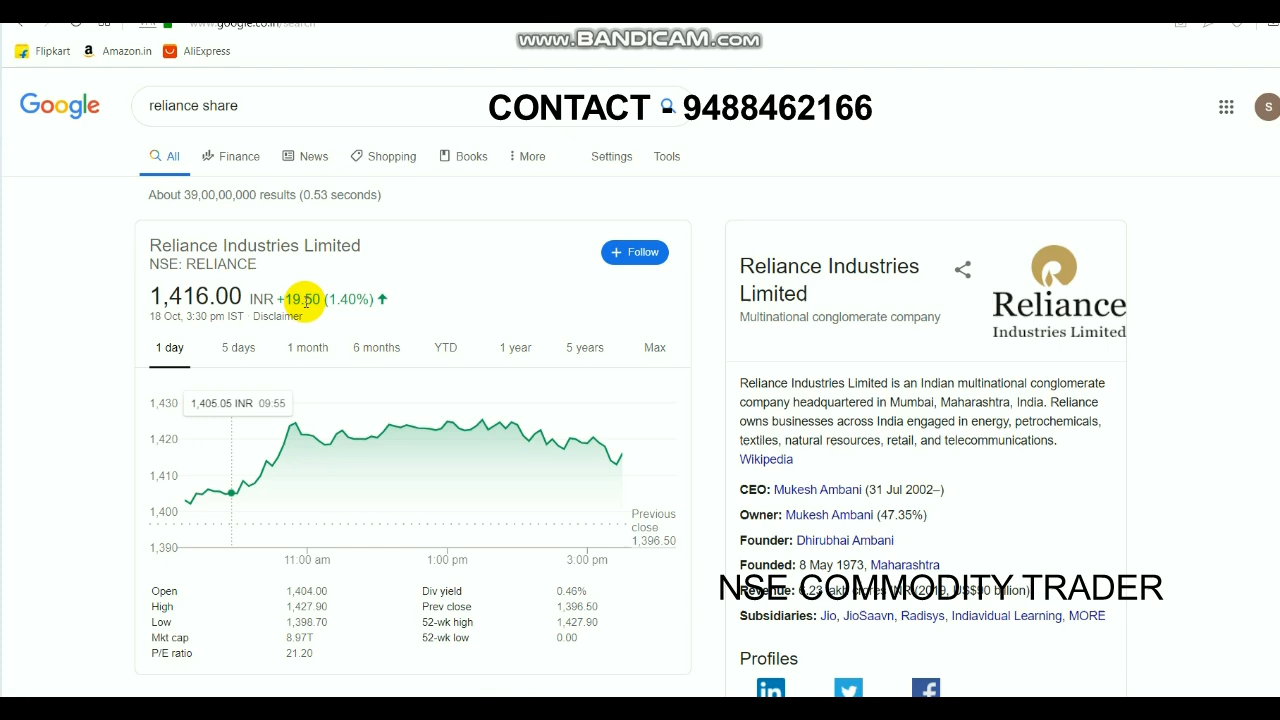 www.BANDICAM.com
Flipkart
Amazon.in
AliExpress
Google
reliance share
CONTACT - 9488462166
S
All Finance News Shopping Books More Settings Tools
About 39,00,00,000 results (0.53 seconds)
Reliance Industries Limited
NSE: RELIANCE
+ Follow
1,416.00 INR +19.50 (1.40%)
18 Oct, 3:30 pm IST · Disclaimer
1 day 5 days 1 month 6 months YTD 1 year 5 years Max
1,405.05 INR 09:55
1,430
1,420
1,410
1,400
1,390
Previous
close
1,396.50
11:00 am 1:00 pm 3:00 pm
Open 1,404.00 Div yield 0.46%
High 1,427.90 Prev close 1,396.50
Low 1,398.70 52-wk high 1,427.90
Mkt cap 8.97T 52-wk low 0.00
P/E ratio 21.20
Reliance Industries
Limited
Multinational conglomerate company
Reliance
Industries Limited
Reliance Industries Limited is an Indian multinational conglomerate
company headquartered in Mumbai, Maharashtra, India. Reliance
owns businesses across India engaged in energy, petrochemicals,
textiles, natural resources, retail, and telecommunications.
Wikipedia
CEO: Mukesh Ambani (31 Jul 2002–)
Owner: Mukesh Ambani (47.35%)
Founder: Dhirubhai Ambani
Founded: 8 May 1973, Maharashtra
NSE COMMODITY TRADER
Revenue: 6.23 lakh crores INR (2019, US$90 billion)
Subsidiaries: Jio, JioSaavn, Radisys, Indiavidual Learning, MORE
Profiles